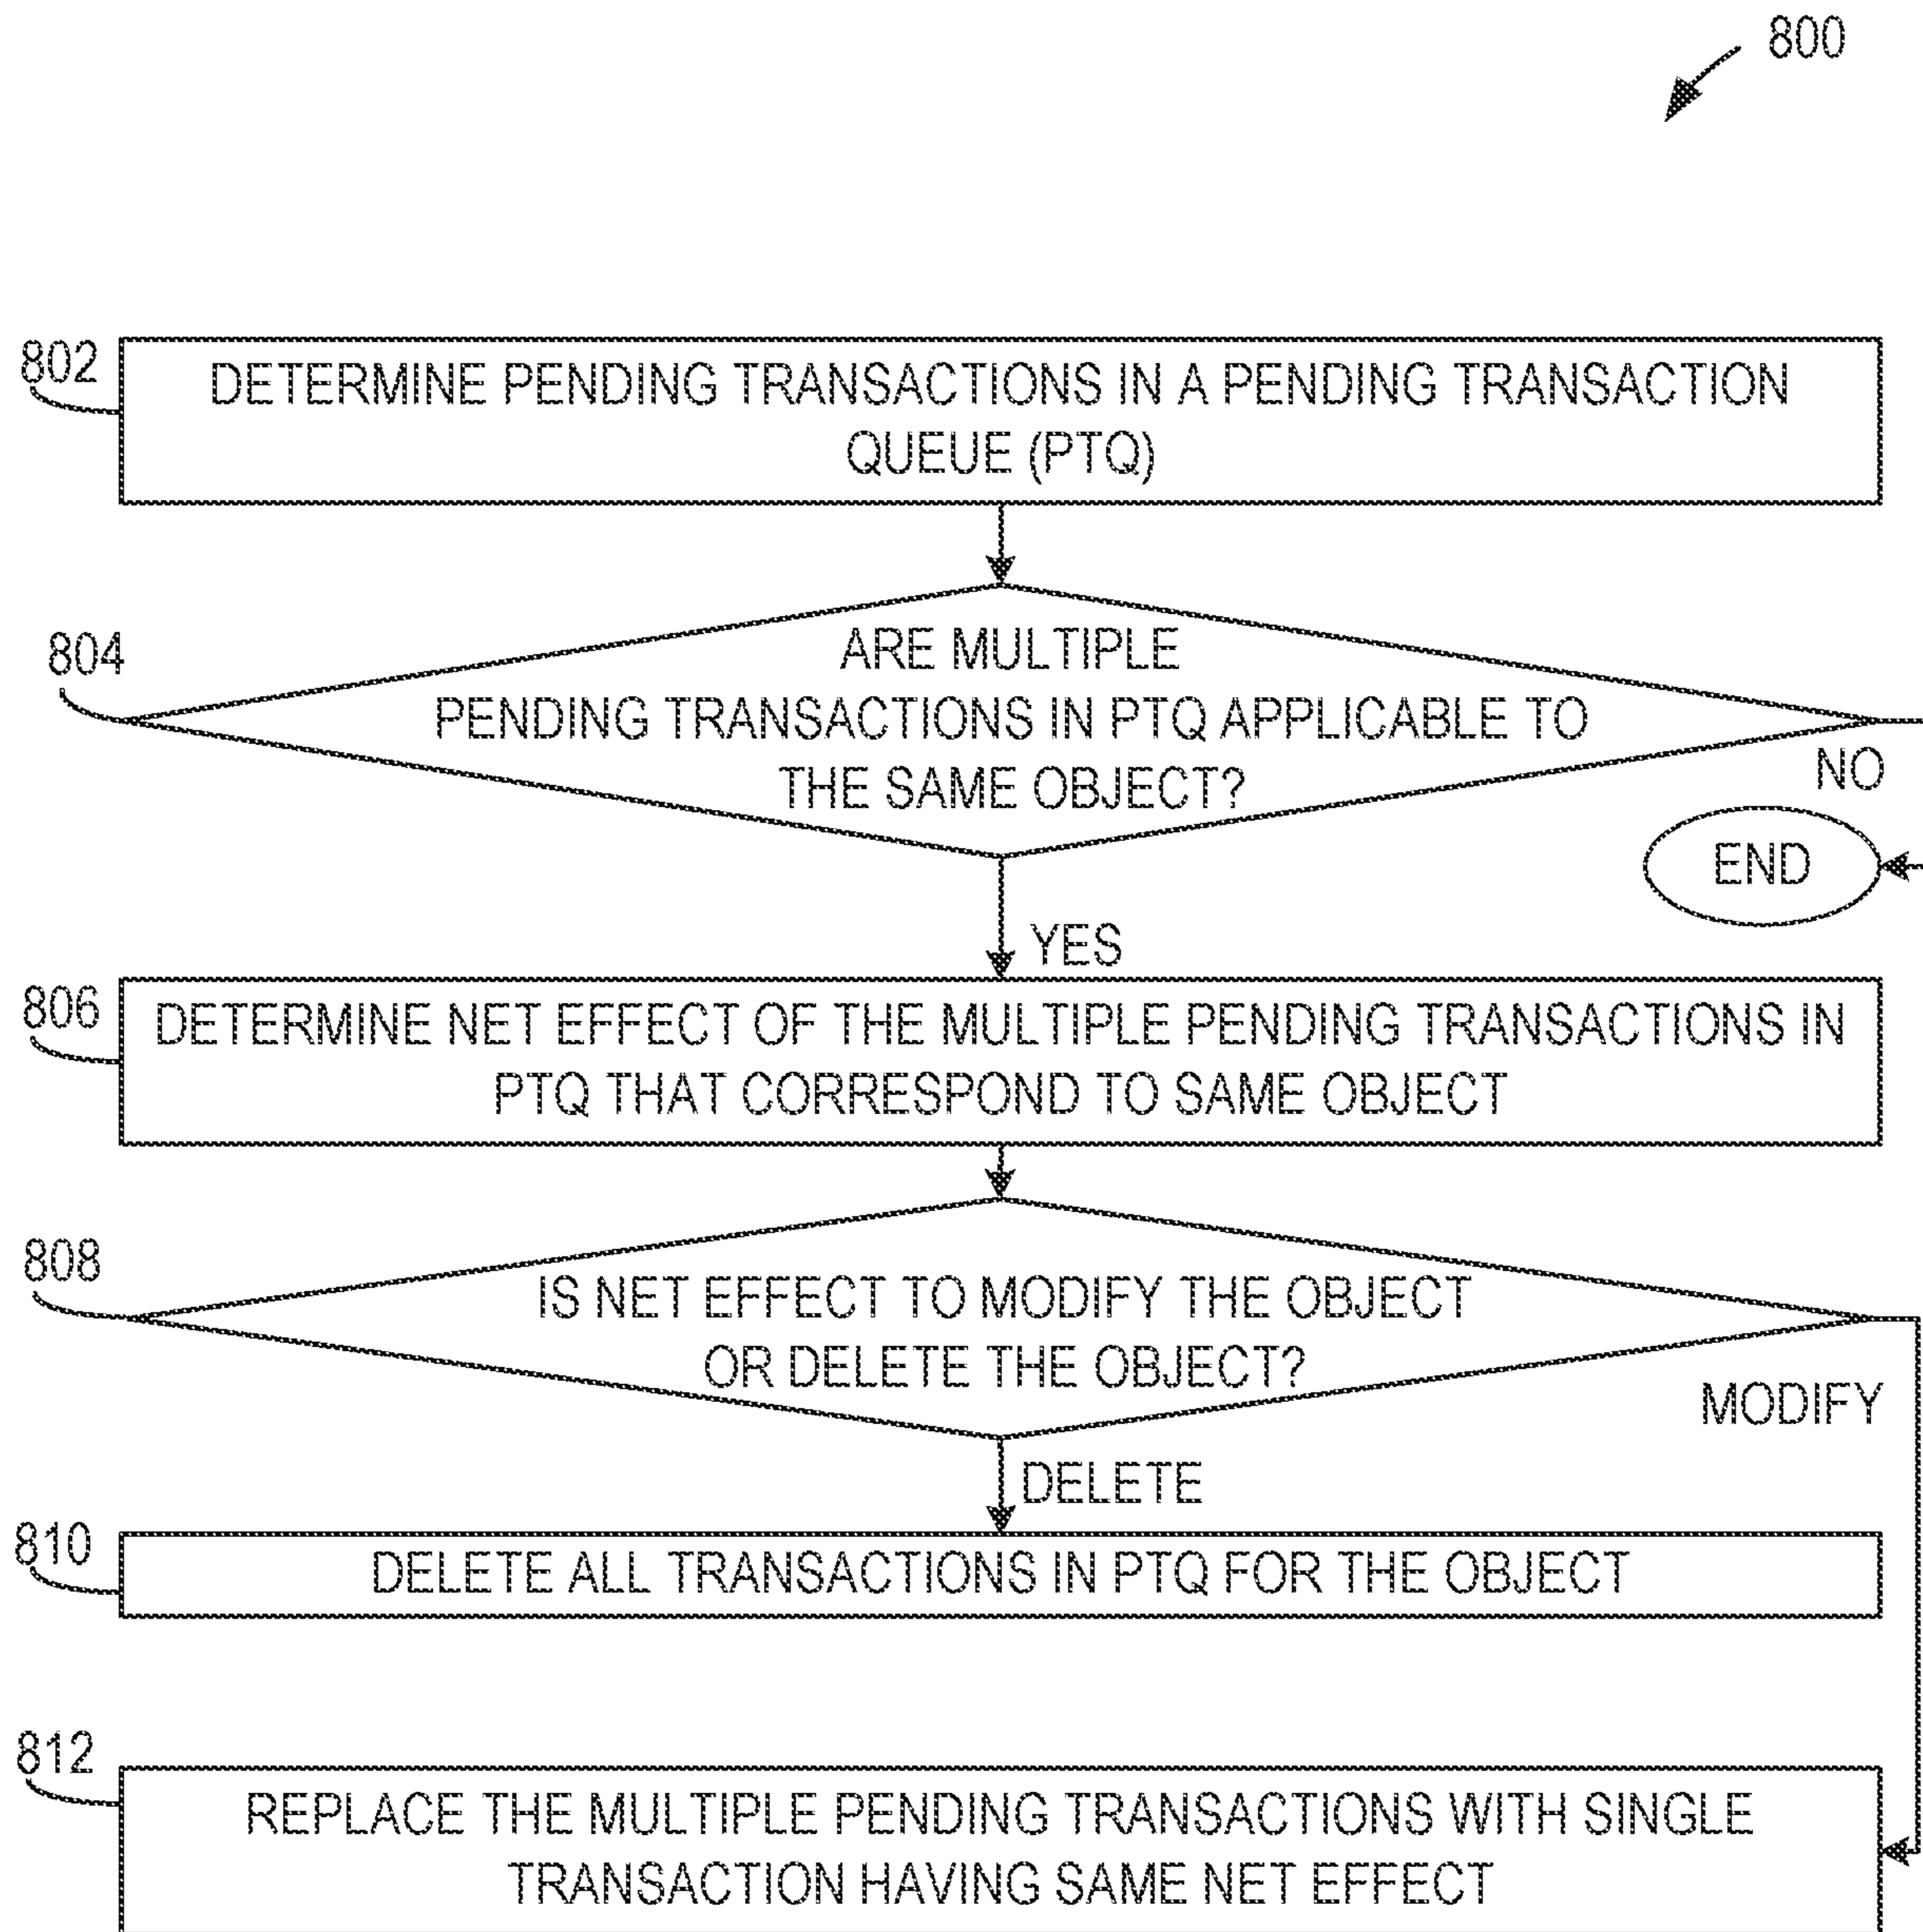 800
802
DETERMINE PENDING TRANSACTIONS IN A PENDING TRANSACTION
QUEUE (PTQ)
804
ARE MULTIPLE
PENDING TRANSACTIONS IN PTQ APPLICABLE TO
THE SAME OBJECT?
NO
END
YES
806
DETERMINE NET EFFECT OF THE MULTIPLE PENDING TRANSACTIONS IN
PTQ THAT CORRESPOND TO SAME OBJECT
808
IS NET EFFECT TO MODIFY THE OBJECT
OR DELETE THE OBJECT?
MODIFY
DELETE
810
DELETE ALL TRANSACTIONS IN PTQ FOR THE OBJECT
812
REPLACE THE MULTIPLE PENDING TRANSACTIONS WITH SINGLE
TRANSACTION HAVING SAME NET EFFECT